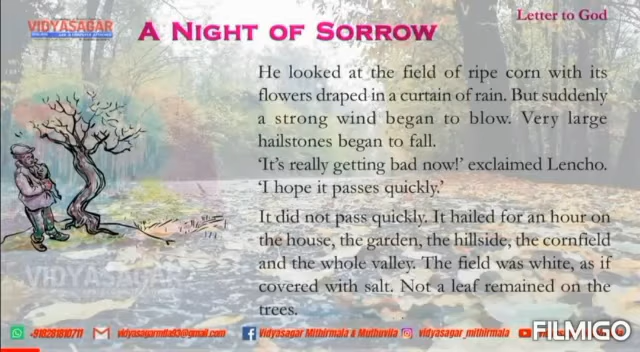 VIDYASAGAR
Letter to God
A NIGHT OF SORROW
He looked at the field of ripe corn with its
flowers draped in a curtain of rain. But suddenly
a strong wind began to blow. Very large
hailstones began to fall.
‘It's really getting bad now!’ exclaimed Lencho.
‘I hope it passes quickly.’
It did not pass quickly. It hailed for an hour on
the house, the garden, the hillside, the cornfield
and the whole valley. The field was white, as if
covered with salt. Not a leaf remained on the
trees.
VIDYASAGAR
+918281810711 vidyasagarmtla93@gmail.com Vidyasagar Mithirmala & Muthuvila vidyasagar_mithirmala
FILMIGO